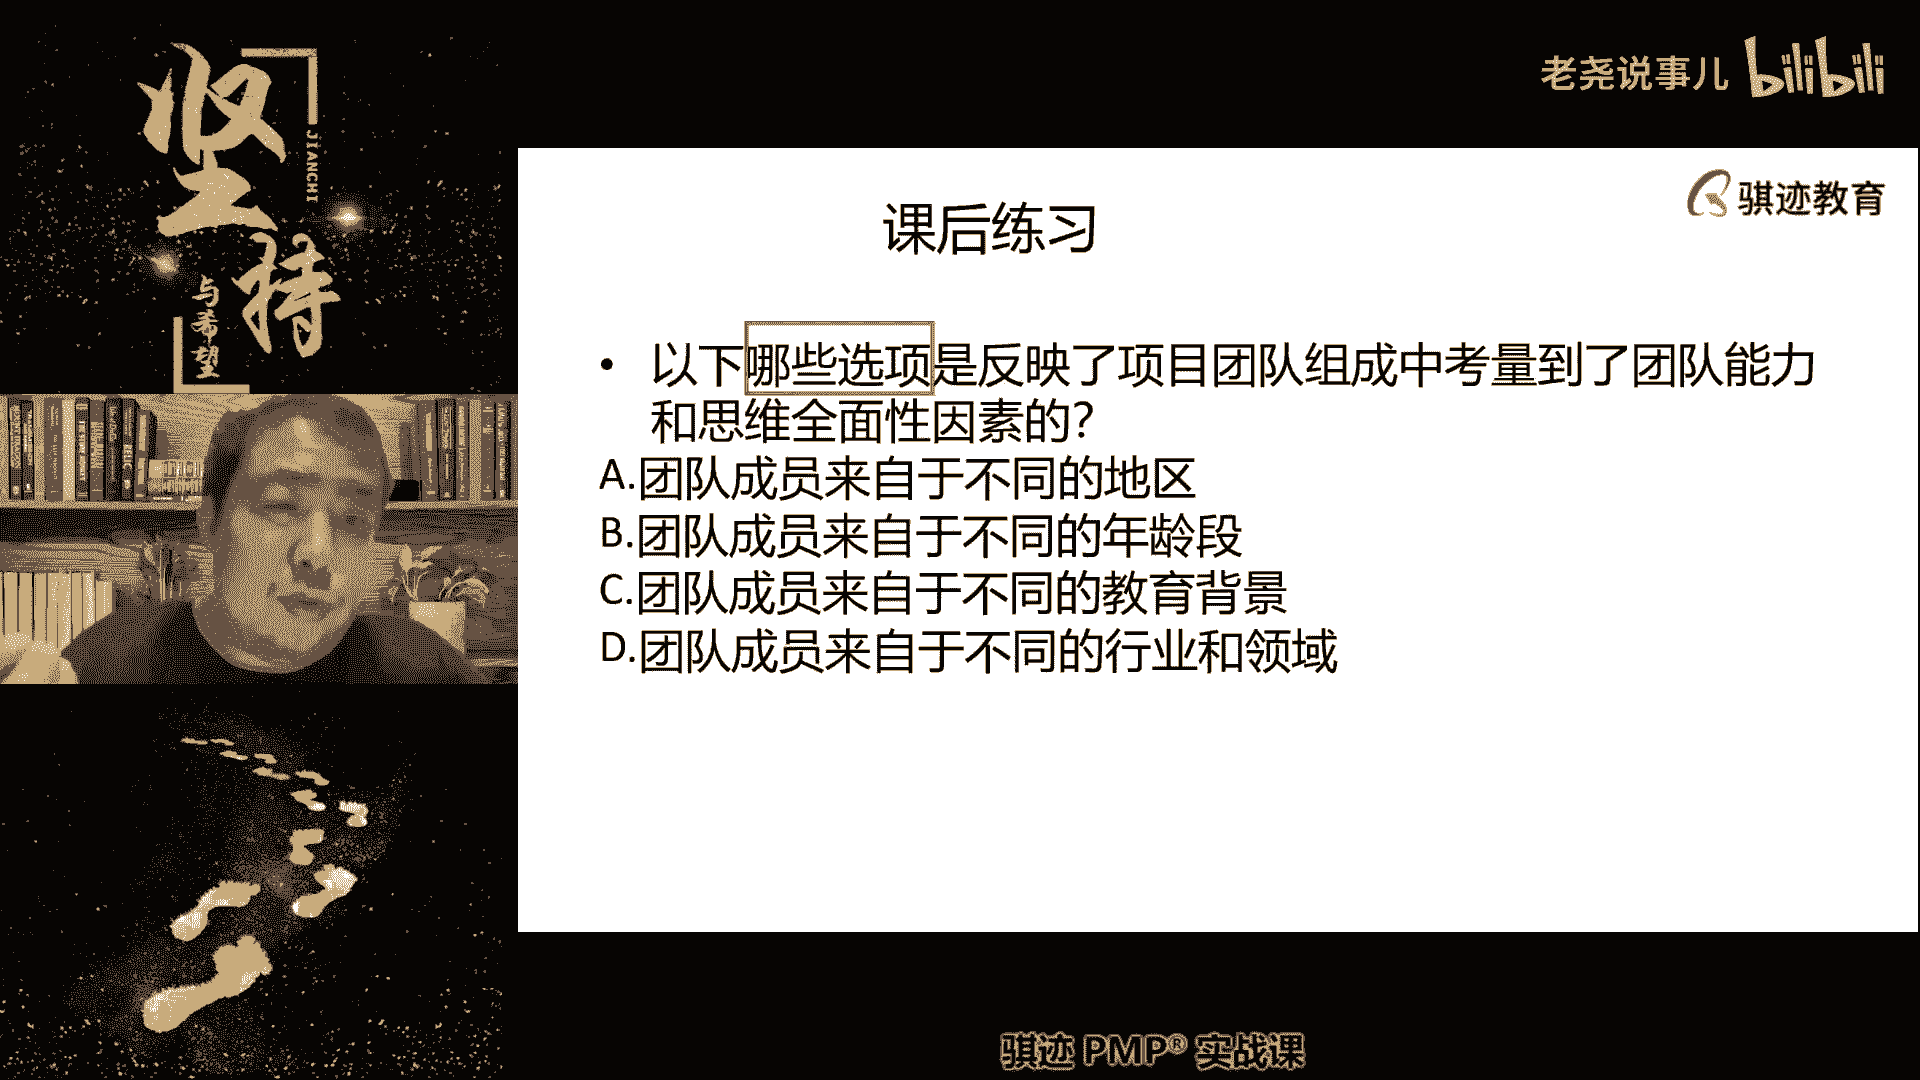 坚持
JIANCHI
与希望
老尧说事儿 bilibili
骐迹教育
课后练习
• 以下哪些选项是反映了项目团队组成中考量到了团队能力
和思维全面性因素的?
A.团队成员来自于不同的地区
B.团队成员来自于不同的年龄段
C.团队成员来自于不同的教育背景
D.团队成员来自于不同的行业和领域
骐迹 PMP® 实战课